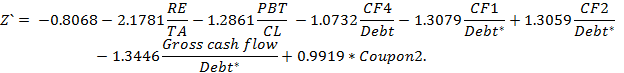 Z` = −0.8068 − 2.1781 RE/TA − 1.2861 PBT/CL − 1.0732 CF4/Debt − 1.3079 CF1/Debt* + 1.3059 CF2/Debt*
− 1.3446 Gross cash flow/Debt* + 0.9919 * Coupon2.